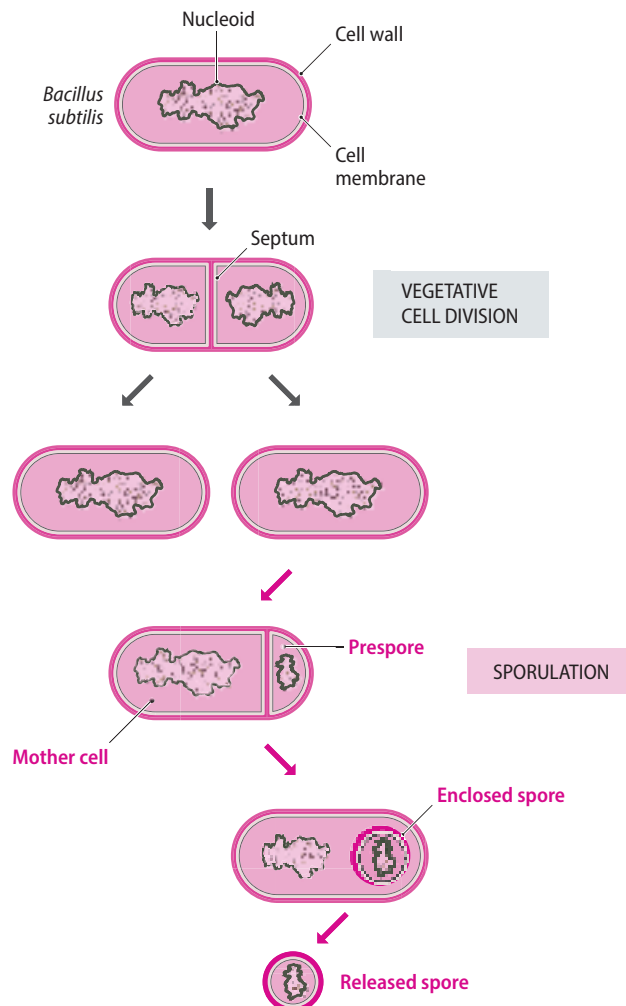 Nucleoid
Cell wall
Bacillus
subtilis
Cell
membrane
Septum
VEGETATIVE
CELL DIVISION
Prespore
SPORULATION
Mother cell
Enclosed spore
Released spore